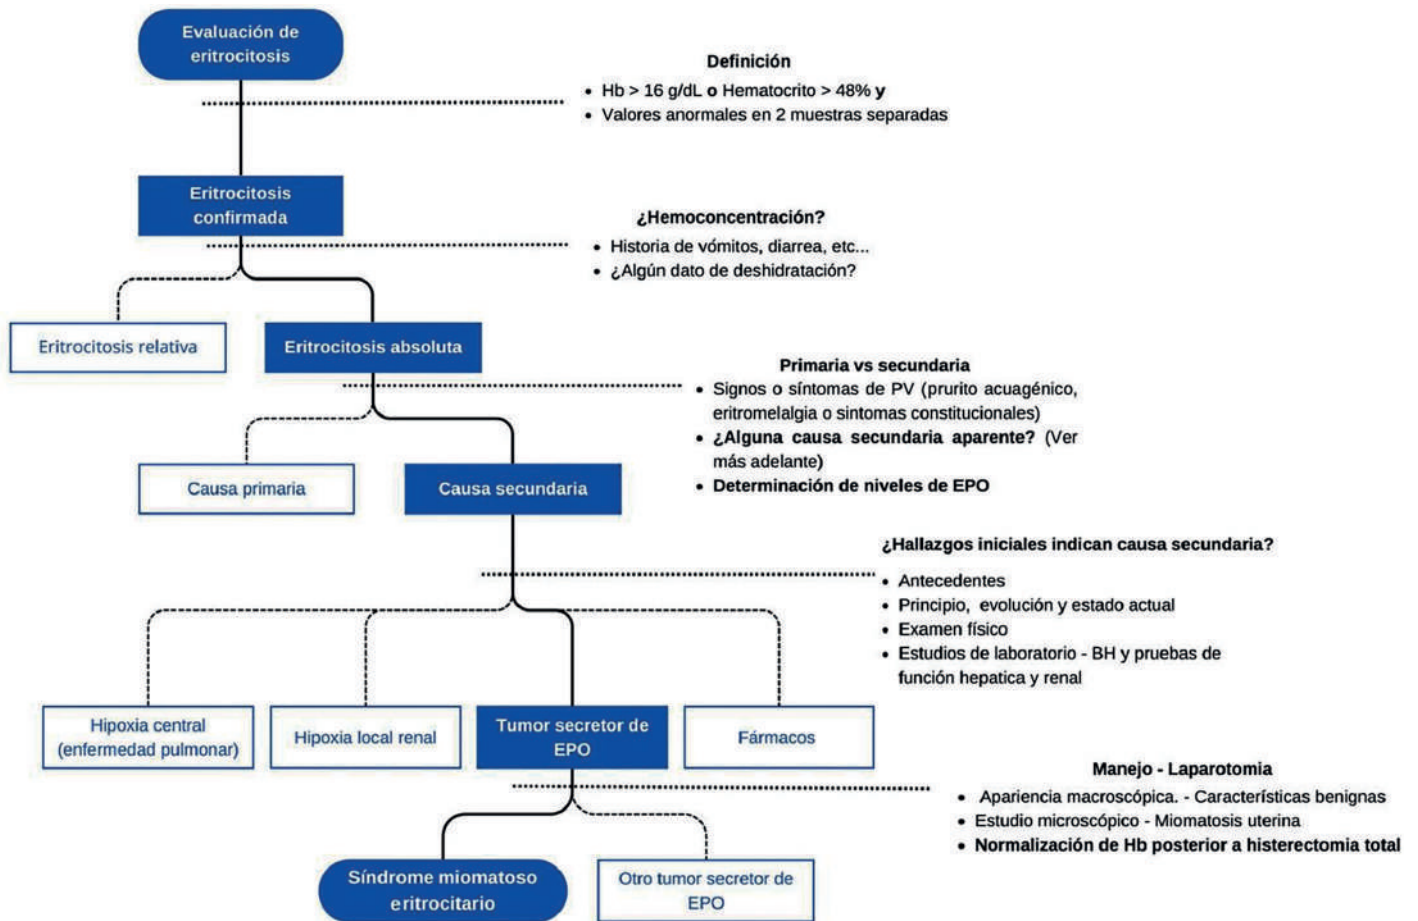 Evaluación de
eritrocitosis
Definición
• Hb > 16 g/dL o Hematocrito > 48% y
• Valores anormales en 2 muestras separadas
Eritrocitosis
confirmada
¿Hemoconcentración?
• Historia de vómitos, diarrea, etc...
• ¿Algún dato de deshidratación?
Eritrocitosis relativa
Eritrocitosis absoluta
Primaria vs secundaria
• Signos o síntomas de PV (prurito acuagénico,
eritromelalgia o sintomas constitucionales)
• ¿Alguna causa secundaria aparente? (Ver
más adelante)
• Determinación de niveles de EPO
Causa primaria
Causa secundaria
¿Hallazgos iniciales indican causa secundaria?
• Antecedentes
• Principio, evolución y estado actual
• Examen físico
• Estudios de laboratorio - BH y pruebas de
función hepatica y renal
Hipoxia central
(enfermedad pulmonar)
Hipoxia local renal
Tumor secretor de
EPO
Fármacos
Manejo - Laparotomia
• Apariencia macroscópica. - Características benignas
• Estudio microscópico - Miomatosis uterina
• Normalización de Hb posterior a histerectomia total
Síndrome miomatoso
eritrocitario
Otro tumor secretor de
EPO